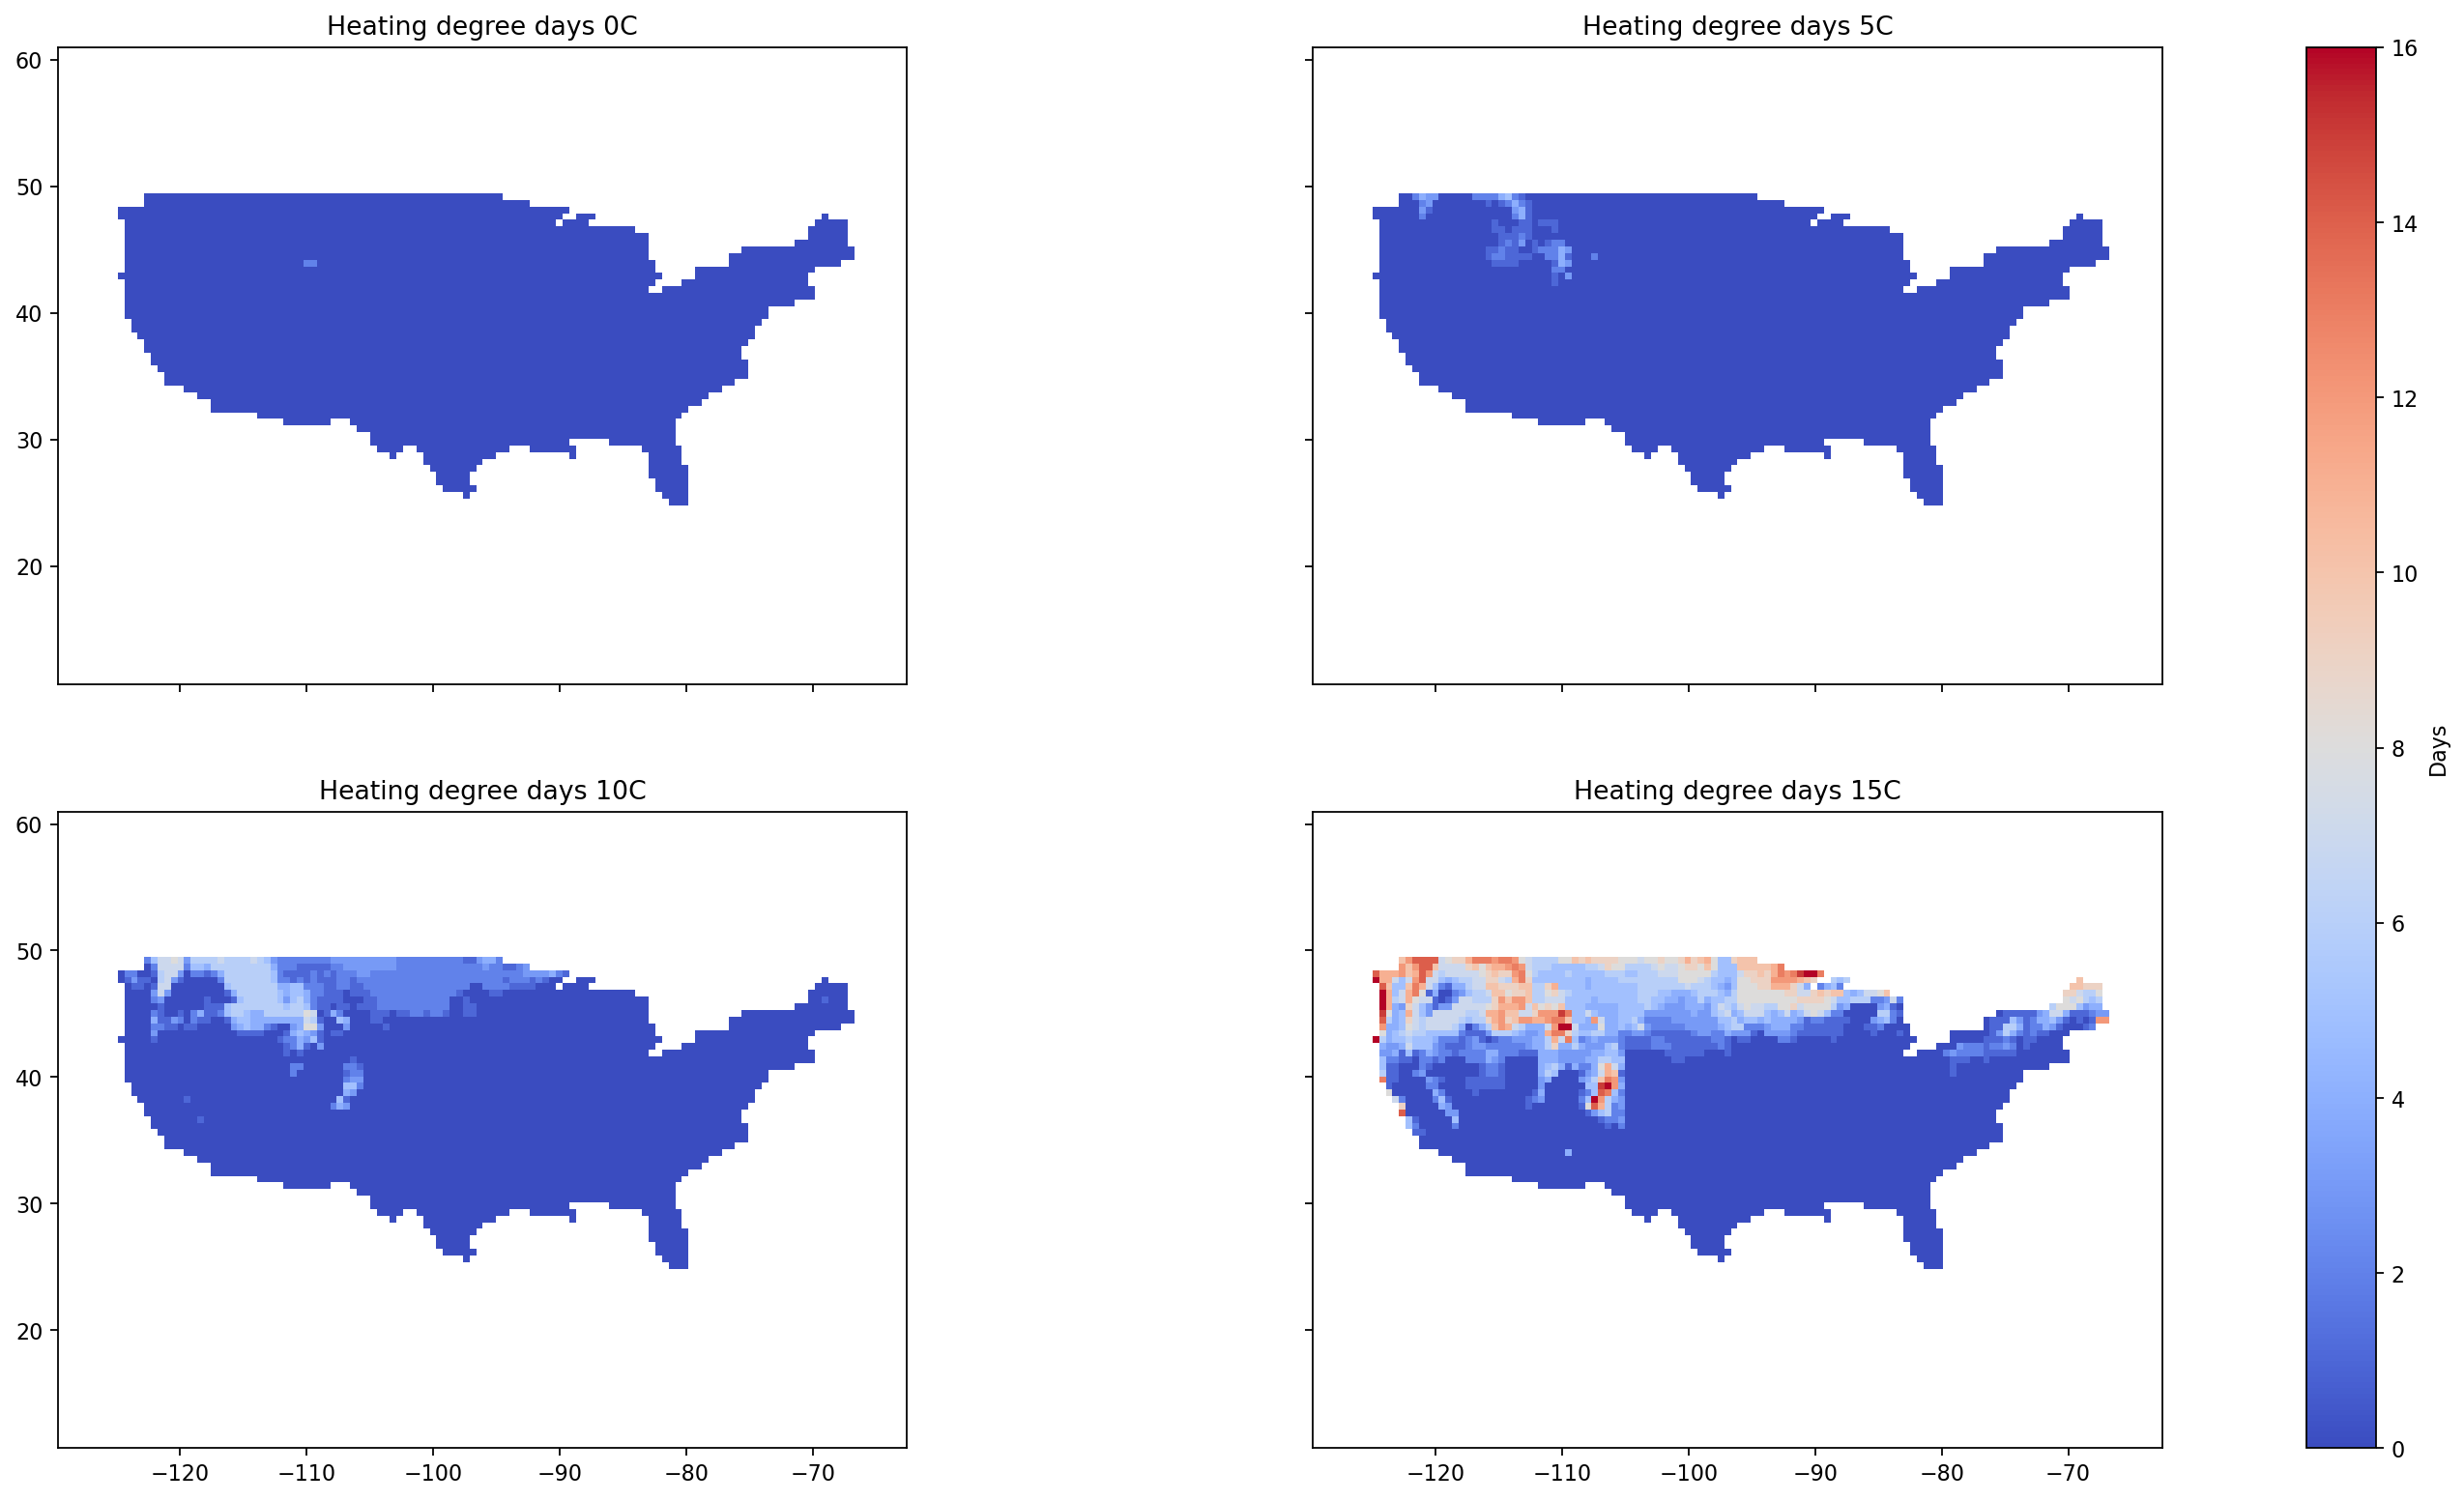 Heating degree days 0C
60
50
40
30
20
Heating degree days 5C
Heating degree days 10C
60
50
40
30
20
−120 −110 −100 −90 −80 −70
Heating degree days 15C
−120 −110 −100 −90 −80 −70
16
14
12
10
8
6
4
2
0
Days